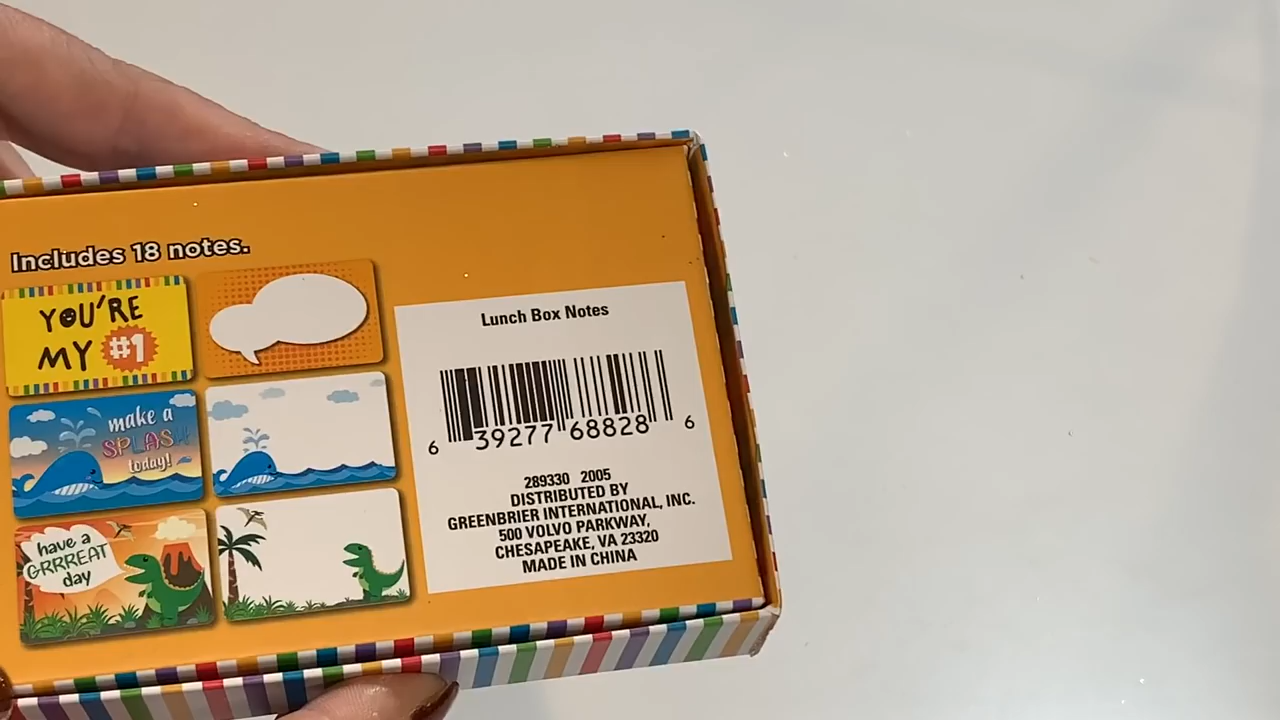 Includes 18 notes.
YOU'RE
MY #1
make a
SPLASH
today!
have a
GRRREAT
day
Lunch Box Notes
6 39277 68828 6
289330 2005
DISTRIBUTED BY
GREENBRIER INTERNATIONAL, INC.
500 VOLVO PARKWAY,
CHESAPEAKE, VA 23320
MADE IN CHINA